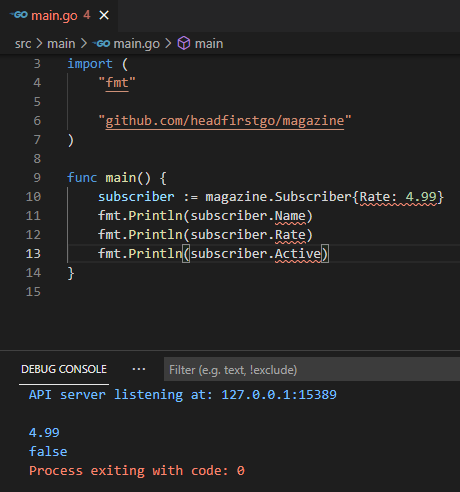 main.go 4 ×
src > main > main.go > main
3 import (
4 "fmt"
5
6 "github.com/headfirstgo/magazine"
7 )
8
9 func main() {
10 subscriber := magazine.Subscriber{Rate: 4.99}
11 fmt.Println(subscriber.Name)
12 fmt.Println(subscriber.Rate)
13 fmt.Println(subscriber.Active)
14 }
15
DEBUG CONSOLE ··· Filter (e.g. text, !exclude)
API server listening at: 127.0.0.1:15389
4.99
false
Process exiting with code: 0